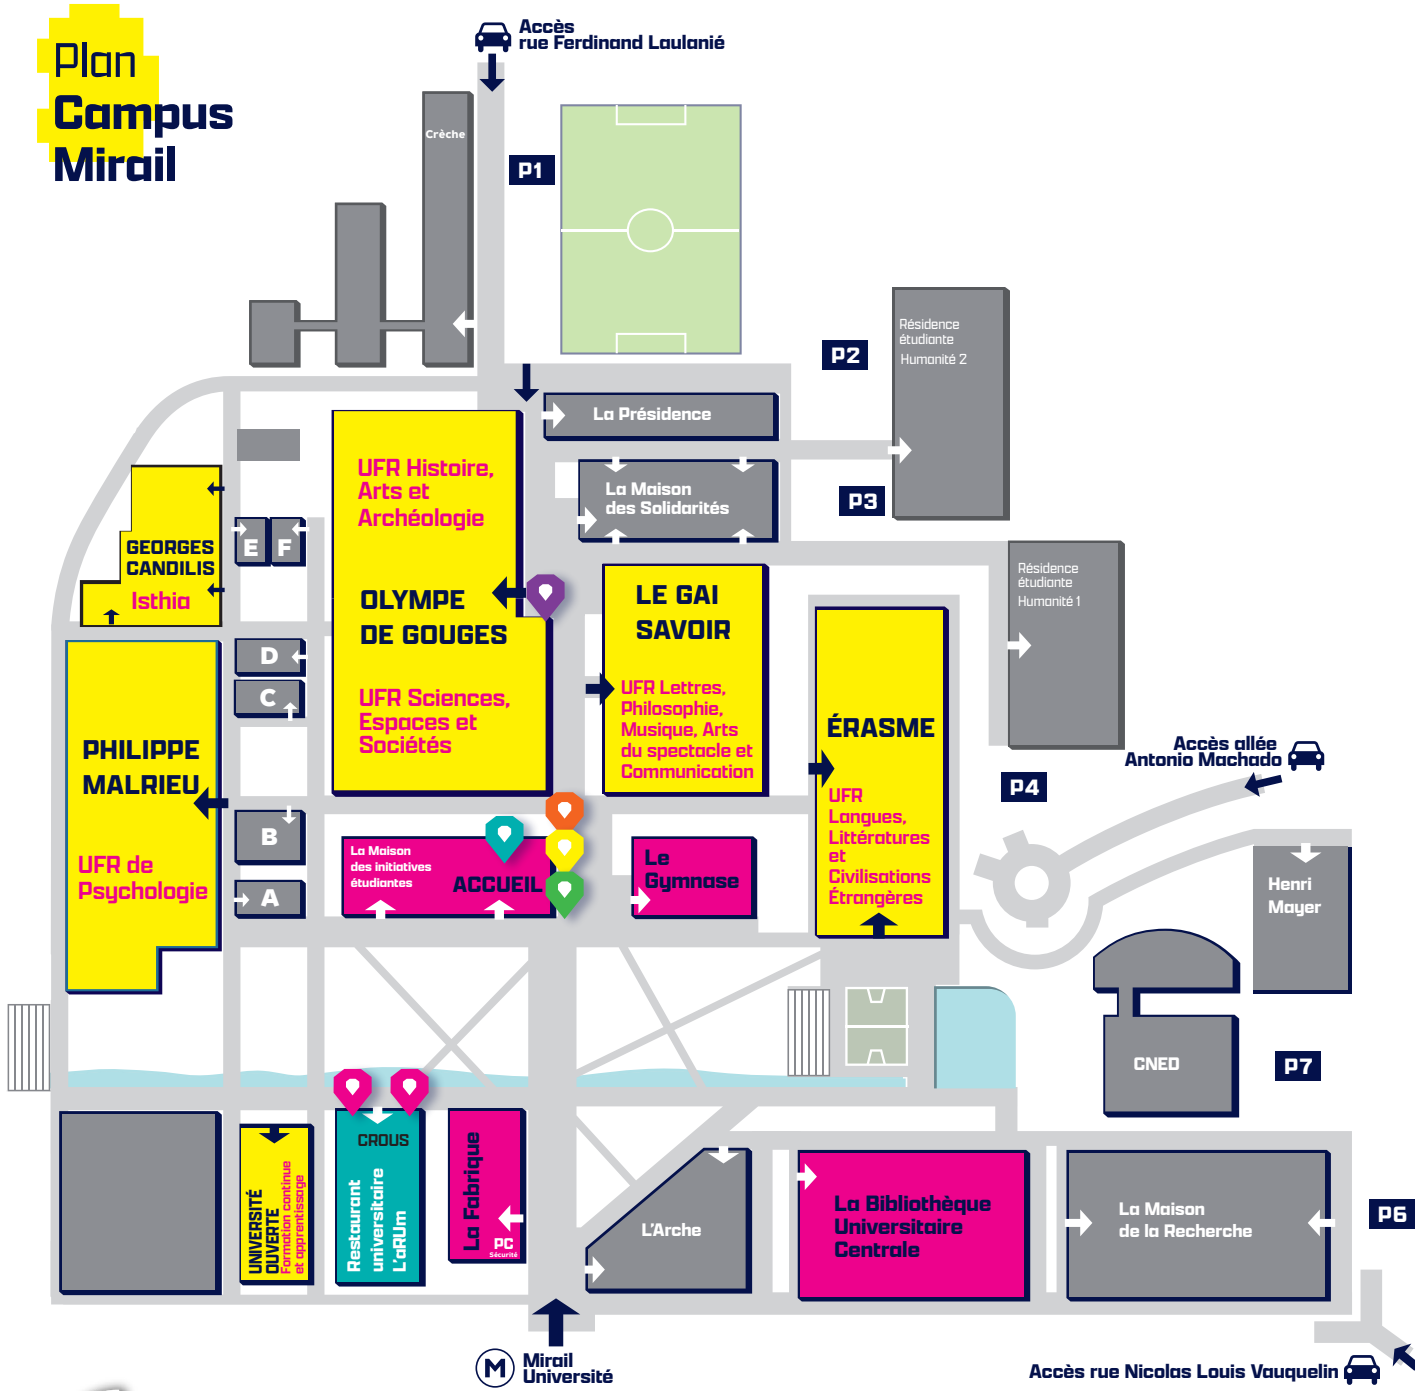 Plan
Campus
Mirail
Accès
rue Ferdinand Laulanié
Crèche
P1
P2
Résidence
étudiante
Humanité 2
La Présidence
UFR Histoire,
Arts et
Archéologie
La Maison
des Solidarités
P3
GEORGES
CANDILIS
Isthia
E
F
OLYMPE
DE GOUGES
UFR Sciences,
Espaces et
Sociétés
LE GAI
SAVOIR
UFR Lettres,
Philosophie,
Musique, Arts
du spectacle et
Communication
Résidence
étudiante
Humanité 1
D
C
PHILIPPE
MALRIEU
UFR de
Psychologie
ÉRASME
UFR
Langues,
Littératures
et
Civilisations
Étrangères
Accès allée
Antonio Machado
P4
B
A
La Maison
des initiatives
étudiantes
ACCUEIL
Le
Gymnase
Henri
Mayer
CNED
P7
UNIVERSITÉ
OUVERTE
Formation continue
et apprentissage
CROUS
Restaurant
universitaire
L'aRUm
La Fabrique
PC
Sécurité
L'Arche
La Bibliothèque
Universitaire
Centrale
La Maison
de la Recherche
P6
M
Mirail
Université
Accès rue Nicolas Louis Vauquelin